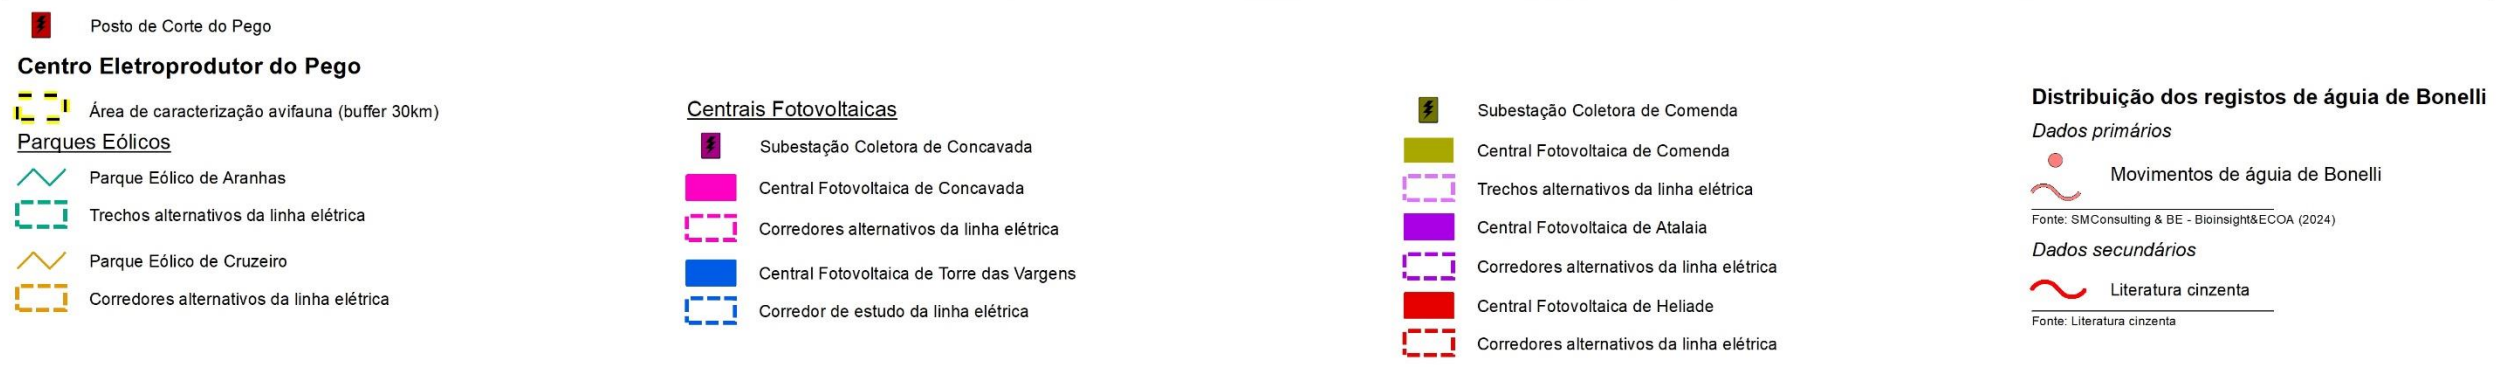 Posto de Corte do Pego
Centro Eletroprodutor do Pego
Área de caracterização avifauna (buffer 30km)
Parques Eólicos
Parque Eólico de Aranhas
Trechos alternativos da linha elétrica
Parque Eólico de Cruzeiro
Corredores alternativos da linha elétrica
Centrais Fotovoltaicas
Subestação Coletora de Concavada
Central Fotovoltaica de Concavada
Corredores alternativos da linha elétrica
Central Fotovoltaica de Torre das Vargens
Corredor de estudo da linha elétrica
Subestação Coletora de Comenda
Central Fotovoltaica de Comenda
Trechos alternativos da linha elétrica
Central Fotovoltaica de Atalaia
Corredores alternativos da linha elétrica
Central Fotovoltaica de Heliade
Corredores alternativos da linha elétrica
Distribuição dos registos de águia de Bonelli
Dados primários
Movimentos de águia de Bonelli
Fonte: SMConsulting & BE - Bioinsight&ECOA (2024)
Dados secundários
Literatura cinzenta
Fonte: Literatura cinzenta